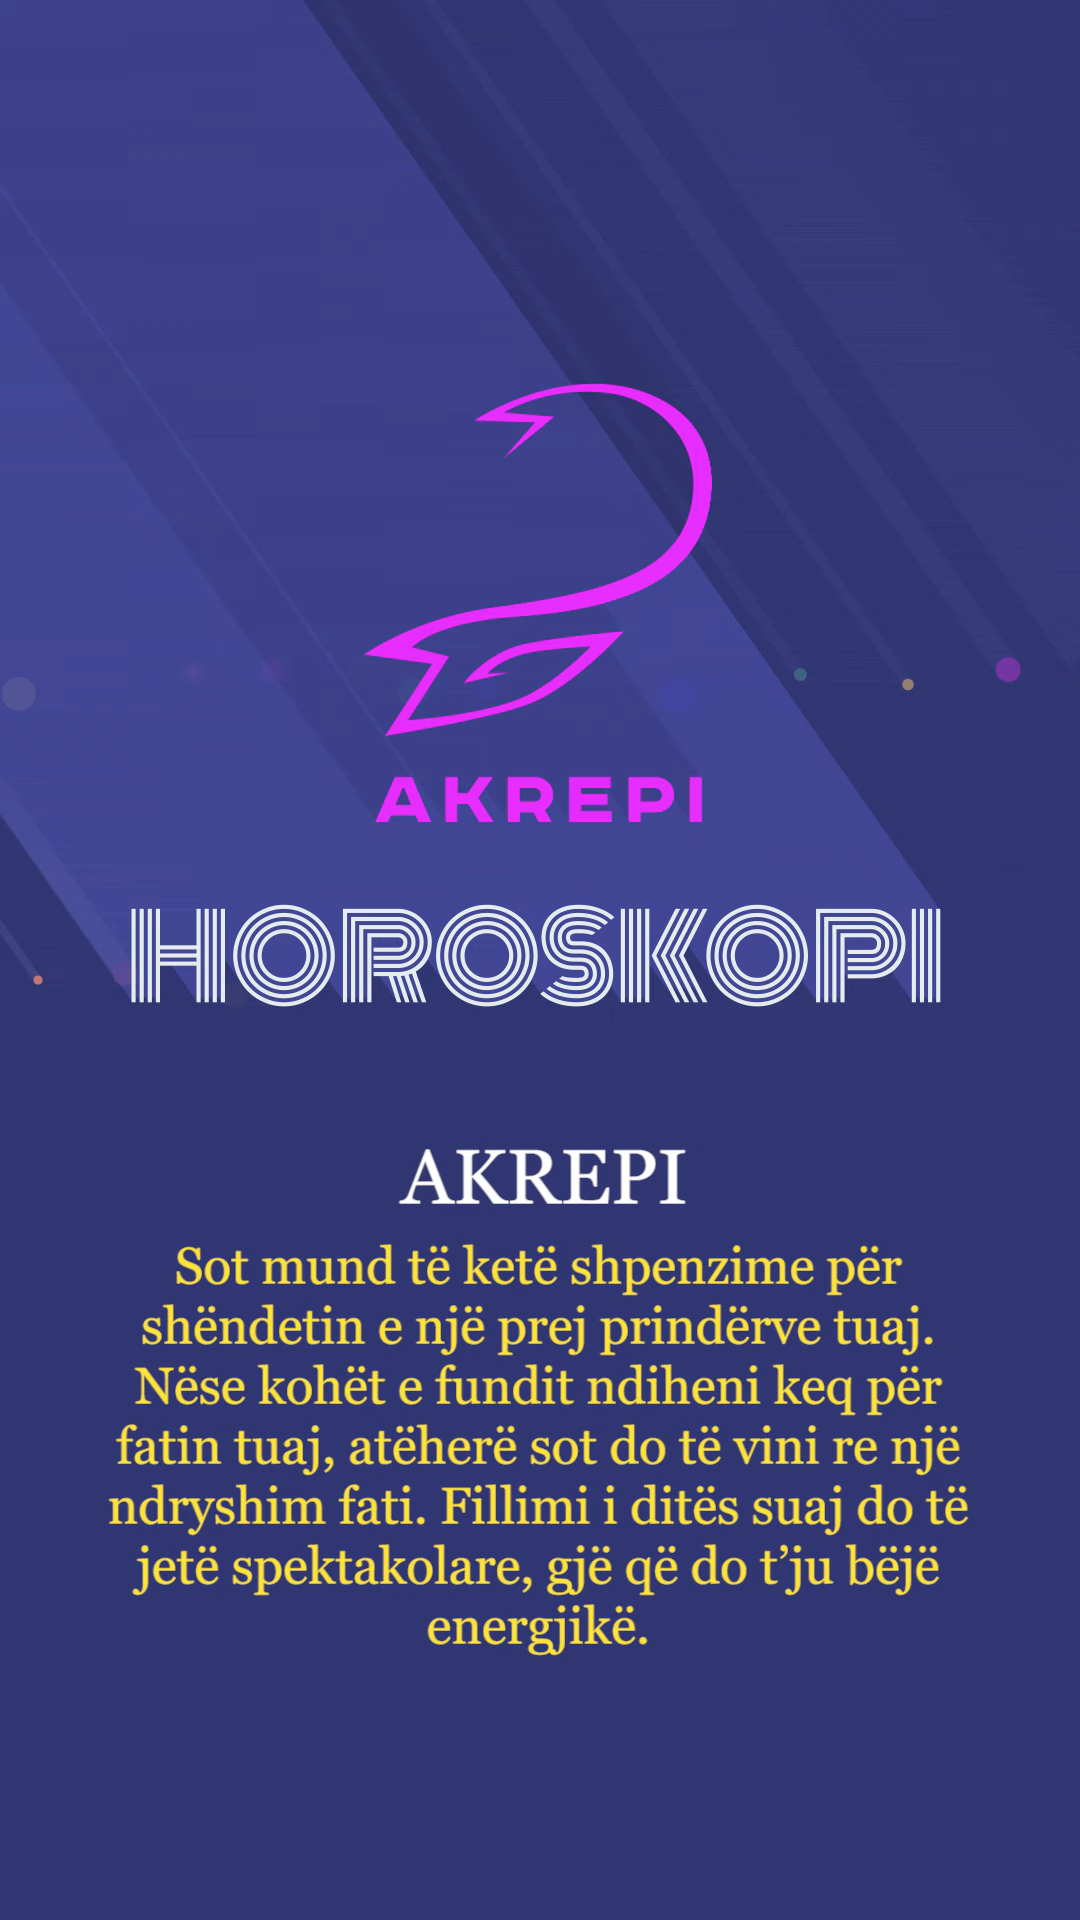 AKREPI
HOROSKOPI
AKREPI
Sot mund të ketë shpenzime për
shëndetin e një prej prindërve tuaj.
Nëse kohët e fundit ndiheni keq për
fatin tuaj, atëherë sot do të vini re një
ndryshim fati. Fillimi i ditës suaj do të
jetë spektakolare, gjë që do t’ju bëjë
energjikë.